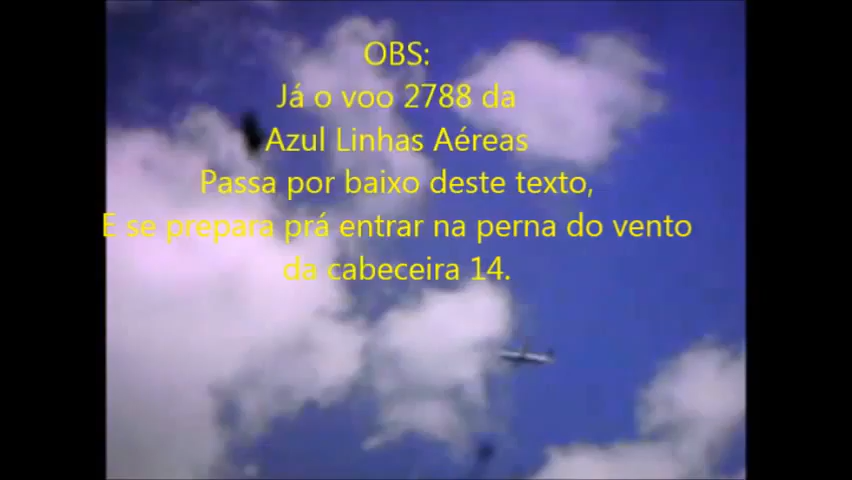 OBS:
Já o voo 2788 da
Azul Linhas Aéreas
Passa por baixo deste texto,
E se prepara prá entrar na perna do vento
da cabeceira 14.